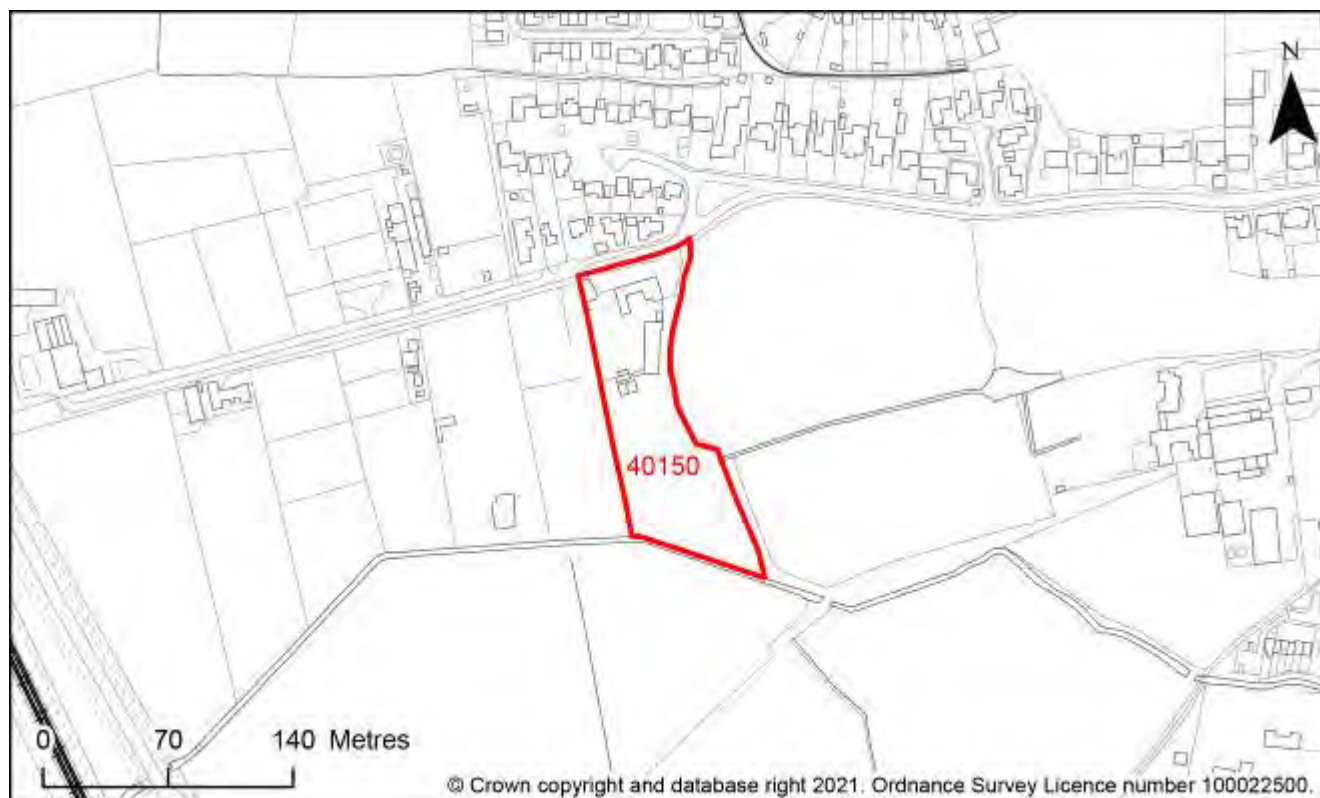 N
40150
0 70 140 Metres
© Crown copyright and database right 2021. Ordnance Survey Licence number 100022500.